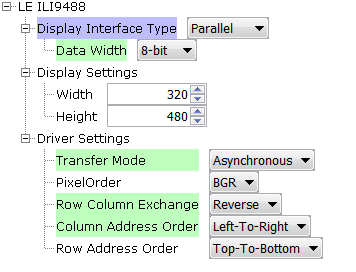 LE ILI9488
Display Interface Type Parallel
Data Width 8-bit
Display Settings
Width 320
Height 480
Driver Settings
Transfer Mode Asynchronous
PixelOrder BGR
Row Column Exchange Reverse
Column Address Order Left-To-Right
Row Address Order Top-To-Bottom